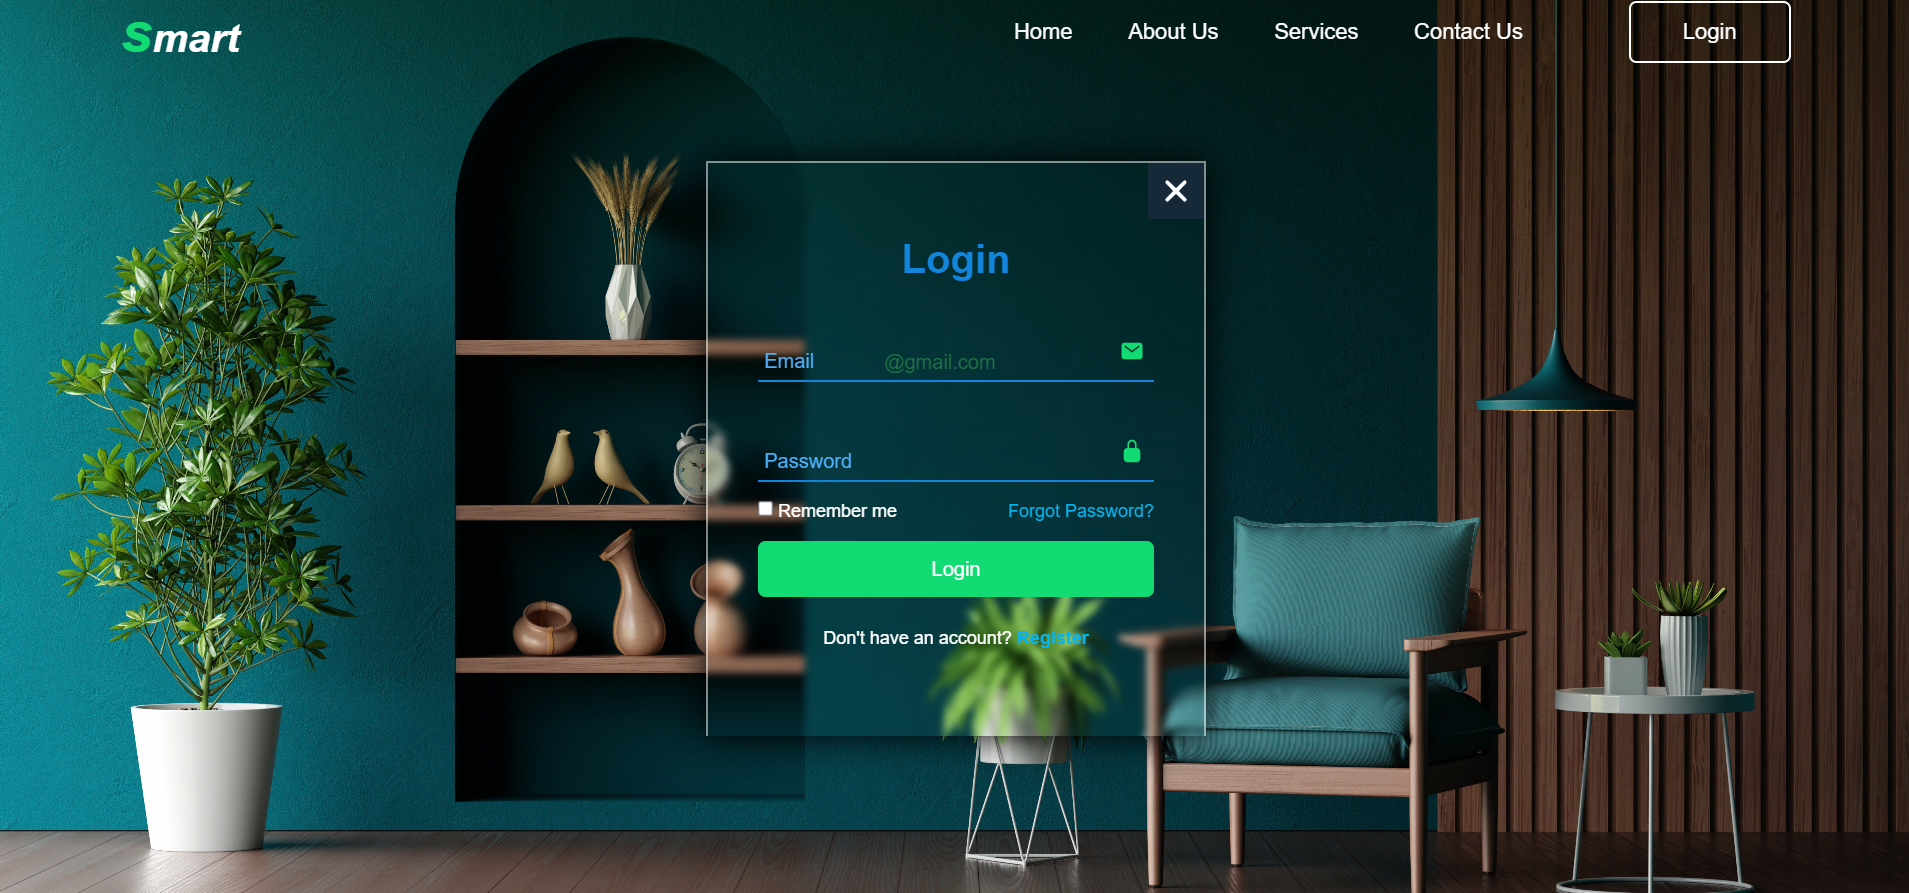 Smart
Home About Us Services Contact Us Login
Login
Email @gmail.com
Password
Remember me Forgot Password?
Login
Don't have an account? Register